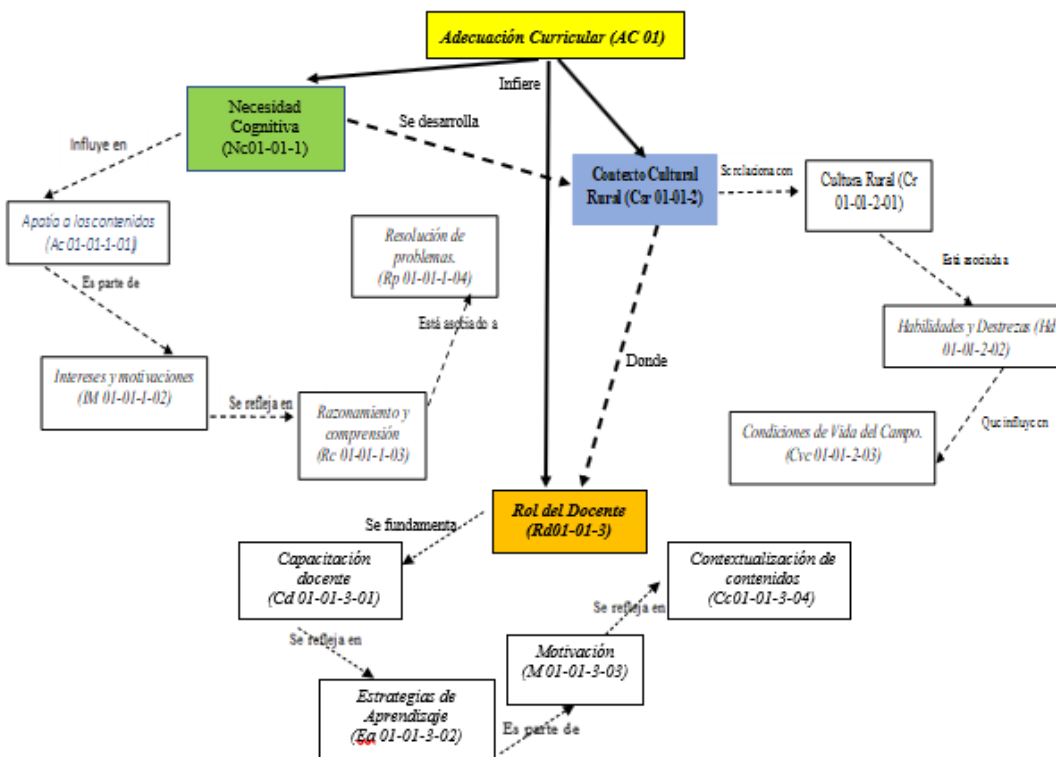 Adecuación Curricular (AC 01)
Infiere
Necesidad
Cognitiva
(Nc01-01-1)
Se desarrolla
Influye en
Contexto Cultural
Rural (Csr 01-01-2)
Se relaciona con
Cultura Rural (Cr
01-01-2-01)
Apatía a los contenidos
(Ac 01-01-1-01)
Resolución de
problemas.
(Rp 01-01-1-04)
Está asociada a
Es parte de
Está asociado a
Habilidades y Destrezas (Hd
01-01-2-02)
Donde
Intereses y motivaciones
(IM 01-01-1-02)
Se refleja en
Razonamiento y
comprensión
(Rc 01-01-1-03)
Que influye en
Condiciones de Vida del Campo.
(Cvc 01-01-2-03)
Rol del Docente
(Rd01-01-3)
Se fundamenta
Capacitación
docente
(Cd 01-01-3-01)
Contextualización de
contenidos
(Cc01-01-3-04)
Se refleja en
Se refleja en
Motivación
(M 01-01-3-03)
Estrategias de
Aprendizaje
(Ea 01-01-3-02)
Es parte de